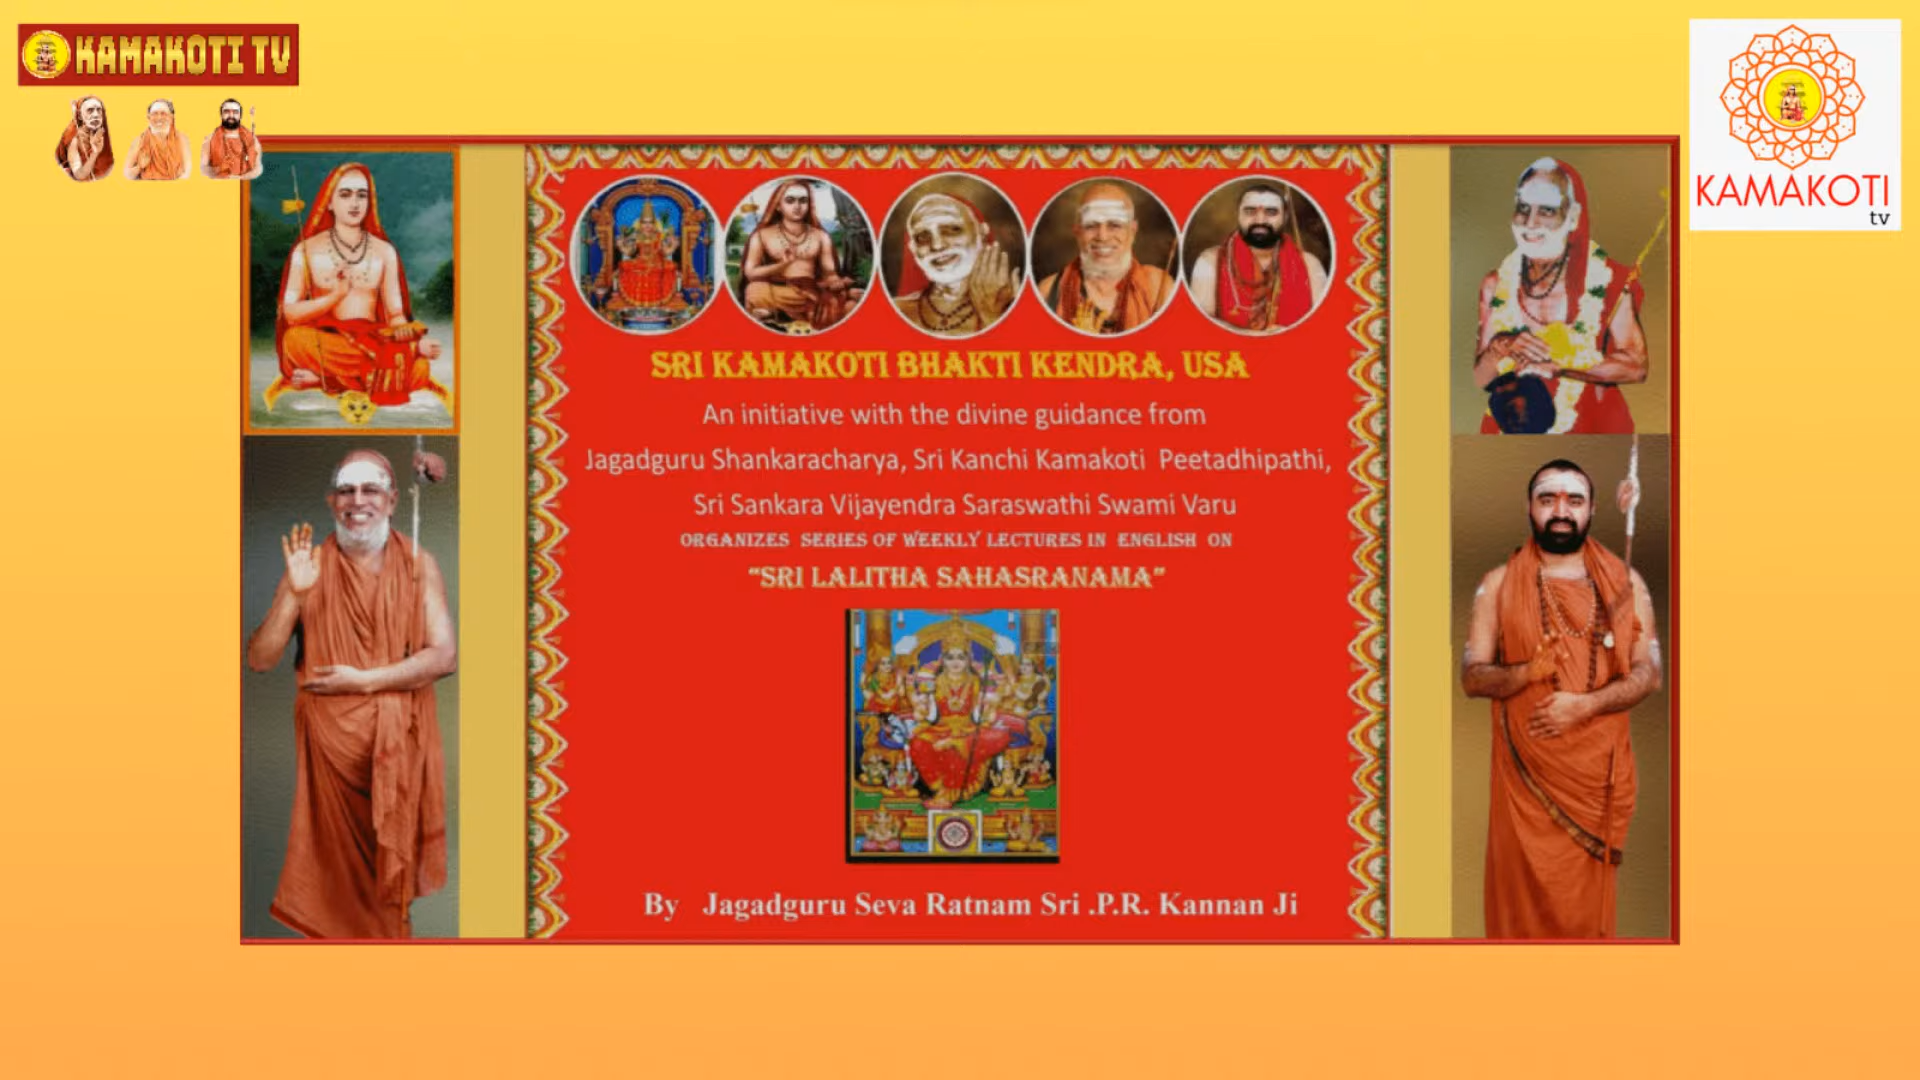 KAMAKOTI TV
KAMAKOTI
tv
SRI KAMAKOTI BHAKTI KENDRA, USA
An initiative with the divine guidance from
Jagadguru Shankaracharya, Sri Kanchi Kamakoti Peetadhipathi,
Sri Sankara Vijayendra Saraswathi Swami Varu
ORGANIZES SERIES OF WEEKLY LECTURES IN ENGLISH ON
“SRI LALITHA SAHASRANAMA”
By Jagadguru Seva Ratnam Sri .P.R. Kannan Ji